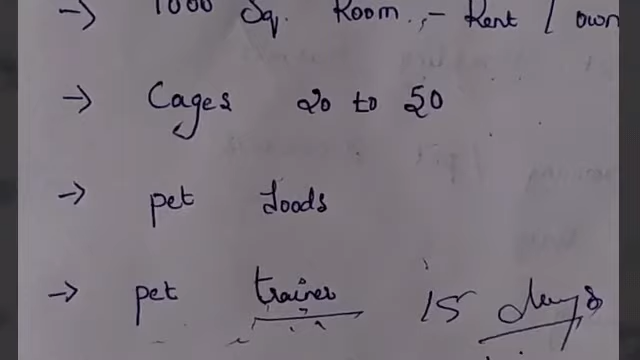 → 1000 Sq. Room :- Rent / own
→ Cages 20 to 50
→ pet foods
→ pet trainer 15 days